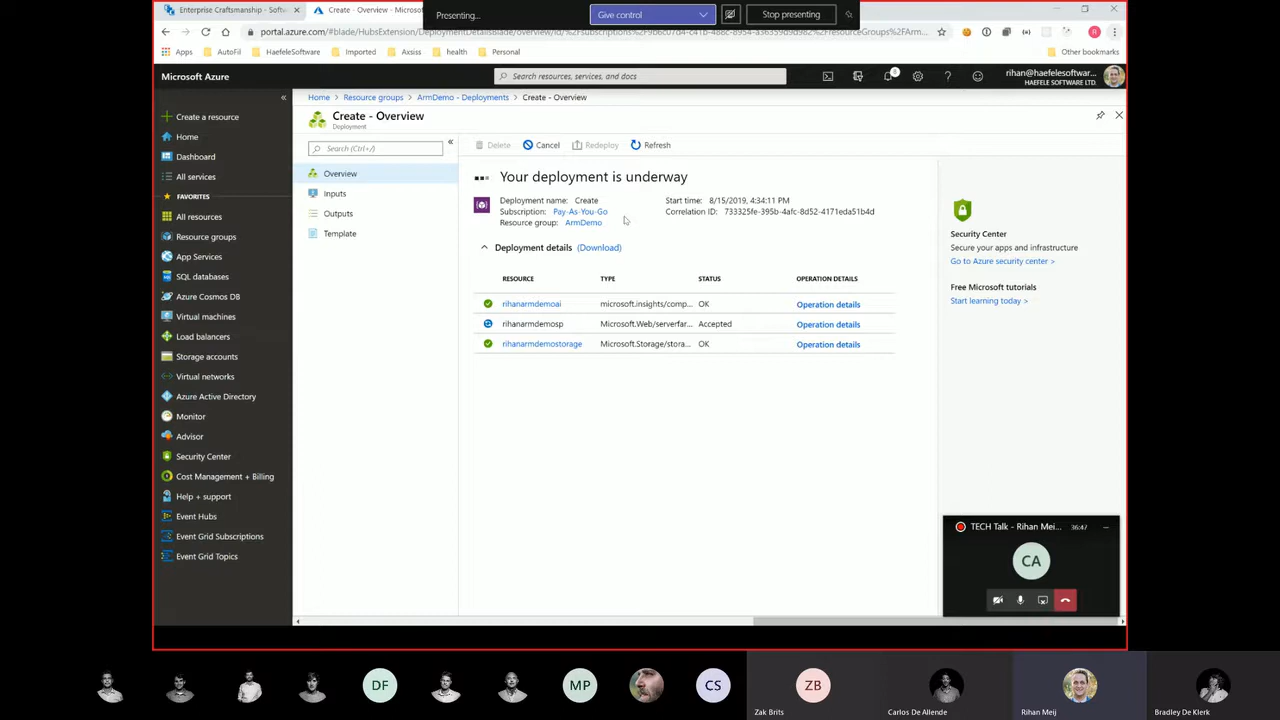 Enterprise Craftsmanship - Softw
Create - Overview - Microso
Presenting...
Give control
Stop presenting
Apps
AutoFil
HaefeleSoftware
Imported
Axsiss
health
Personal
Other bookmarks
Microsoft Azure
Search resources, services, and docs
rihan@haefelesoftwar...
HAEFELE SOFTWARE LTD.
Create a resource
Home
Dashboard
All services
FAVORITES
All resources
Resource groups
App Services
SQL databases
Azure Cosmos DB
Virtual machines
Load balancers
Storage accounts
Virtual networks
Azure Active Directory
Monitor
Advisor
Security Center
Cost Management + Billing
Help + support
Event Hubs
Event Grid Subscriptions
Event Grid Topics
Home > Resource groups > ArmDemo - Deployments > Create - Overview
Create - Overview
Deployment
Search (Ctrl+/)
Overview
Inputs
Outputs
Template
Delete Cancel Redeploy Refresh
Your deployment is underway
Deployment name: Create
Subscription: Pay-As-You-Go
Resource group: ArmDemo
Start time: 8/15/2019, 4:34:11 PM
Correlation ID: 733325fe-395b-4afc-8d52-4171eda51b4d
Deployment details (Download)
RESOURCE TYPE STATUS OPERATION DETAILS
rihanarmdemoai microsoft.insights/comp... OK Operation details
rihanarmdemosp Microsoft.Web/serverfar... Accepted Operation details
rihanarmdemostorage Microsoft.Storage/stora... OK Operation details
Security Center
Secure your apps and infrastructure
Go to Azure security center >
Free Microsoft tutorials
Start learning today >
TECH Talk - Rihan Mei... 36:47
CA
DF
MP
CS
ZB
Zak Brits
Carlos De Allende
Rihan Meij
Bradley De Klerk